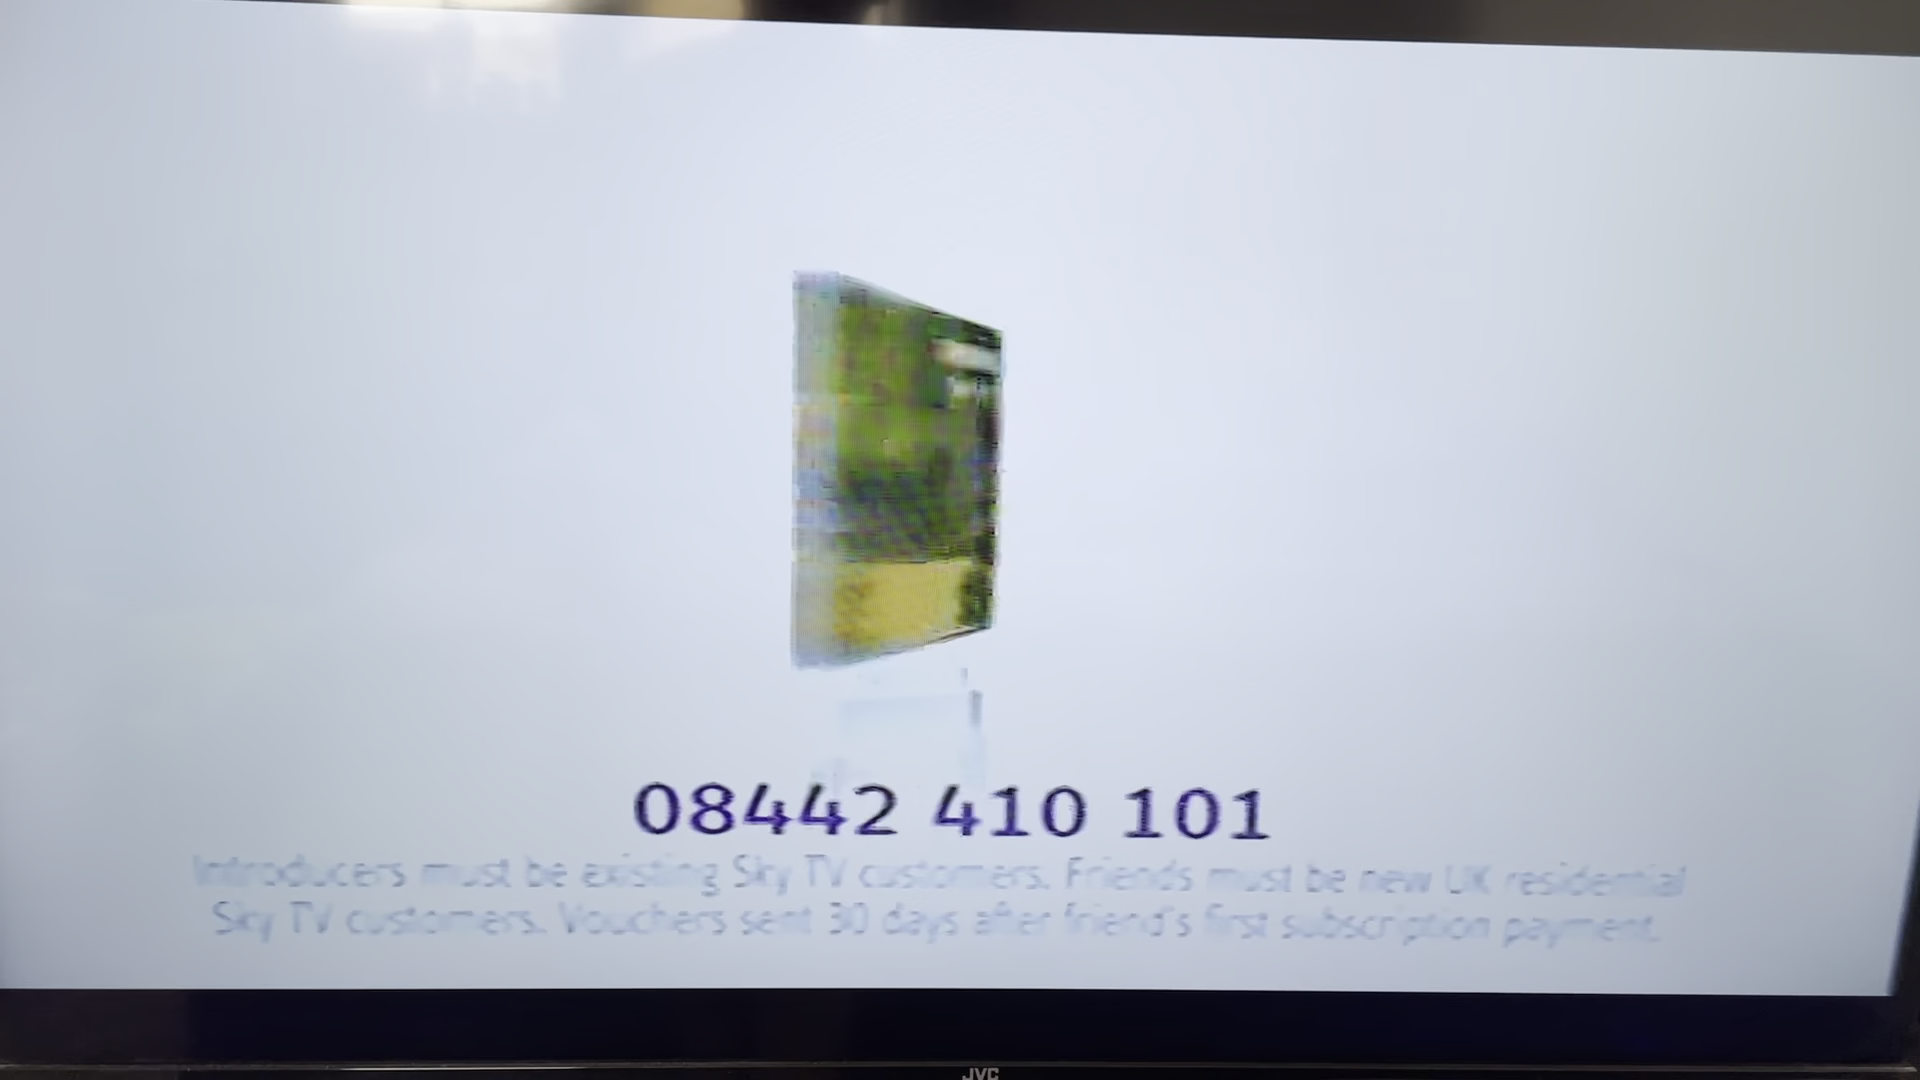 08442 410 101
Introducers must be existing Sky TV customers. Friends must be new UK residential
Sky TV customers. Vouchers sent 30 days after friend's first subscription payment.
JVC